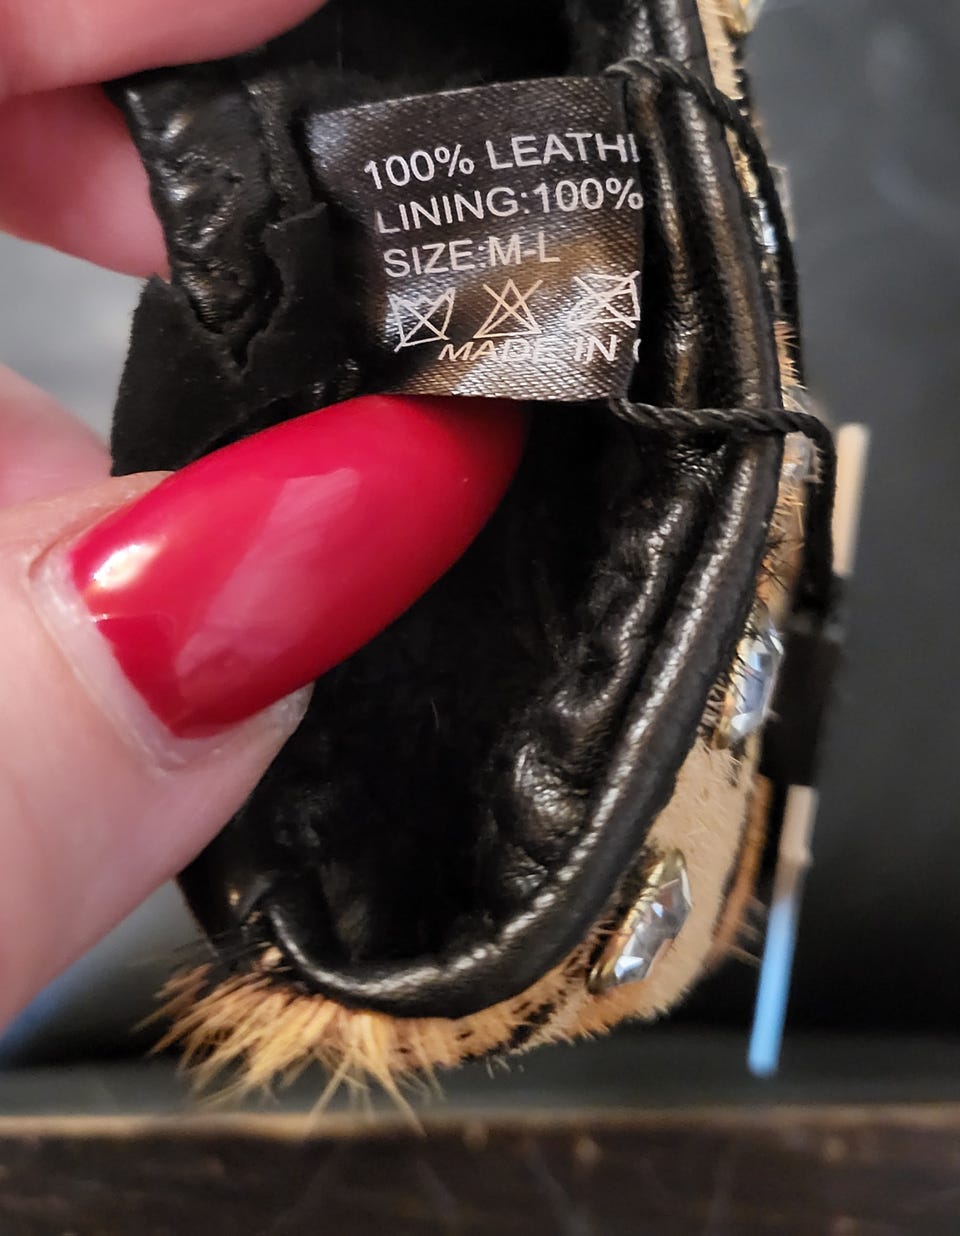 100% LEATH
LINING:100%
SIZE:M-L
MADE IN